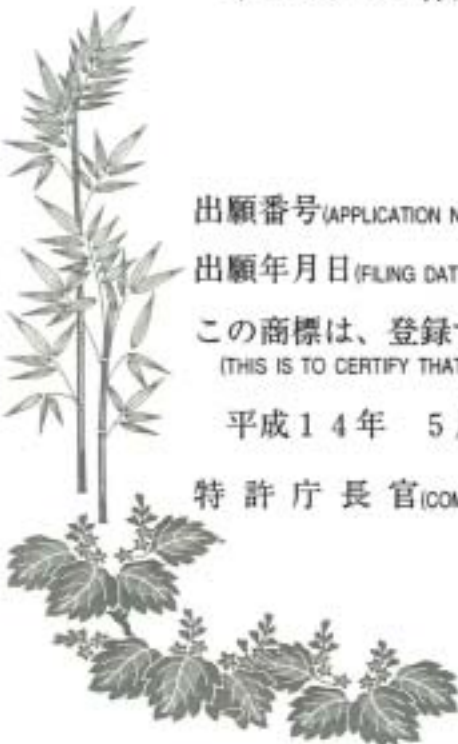 出願番号(APPLICATION N
出願年月日(FILING DAT
この商標は、登録
(THIS IS TO CERTIFY THAT
平成14年 5
特許庁長官(COM